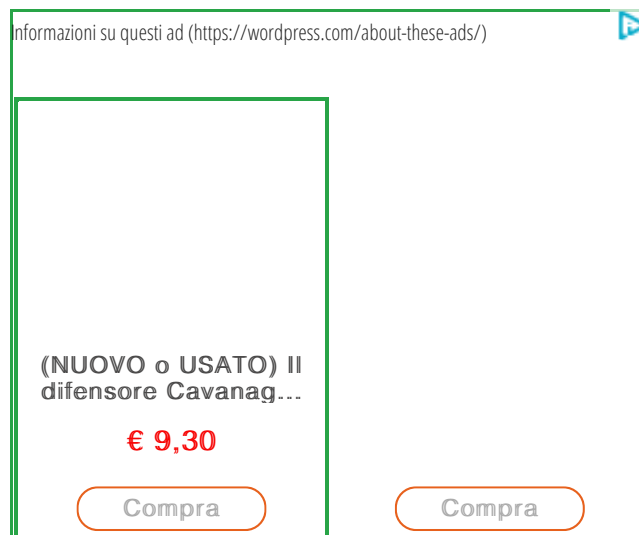 Informazioni su questi ad (https://wordpress.com/about-these-ads/)
(NUOVO o USATO) Il
difensore Cavanag...
€ 9,30
Compra
Compra